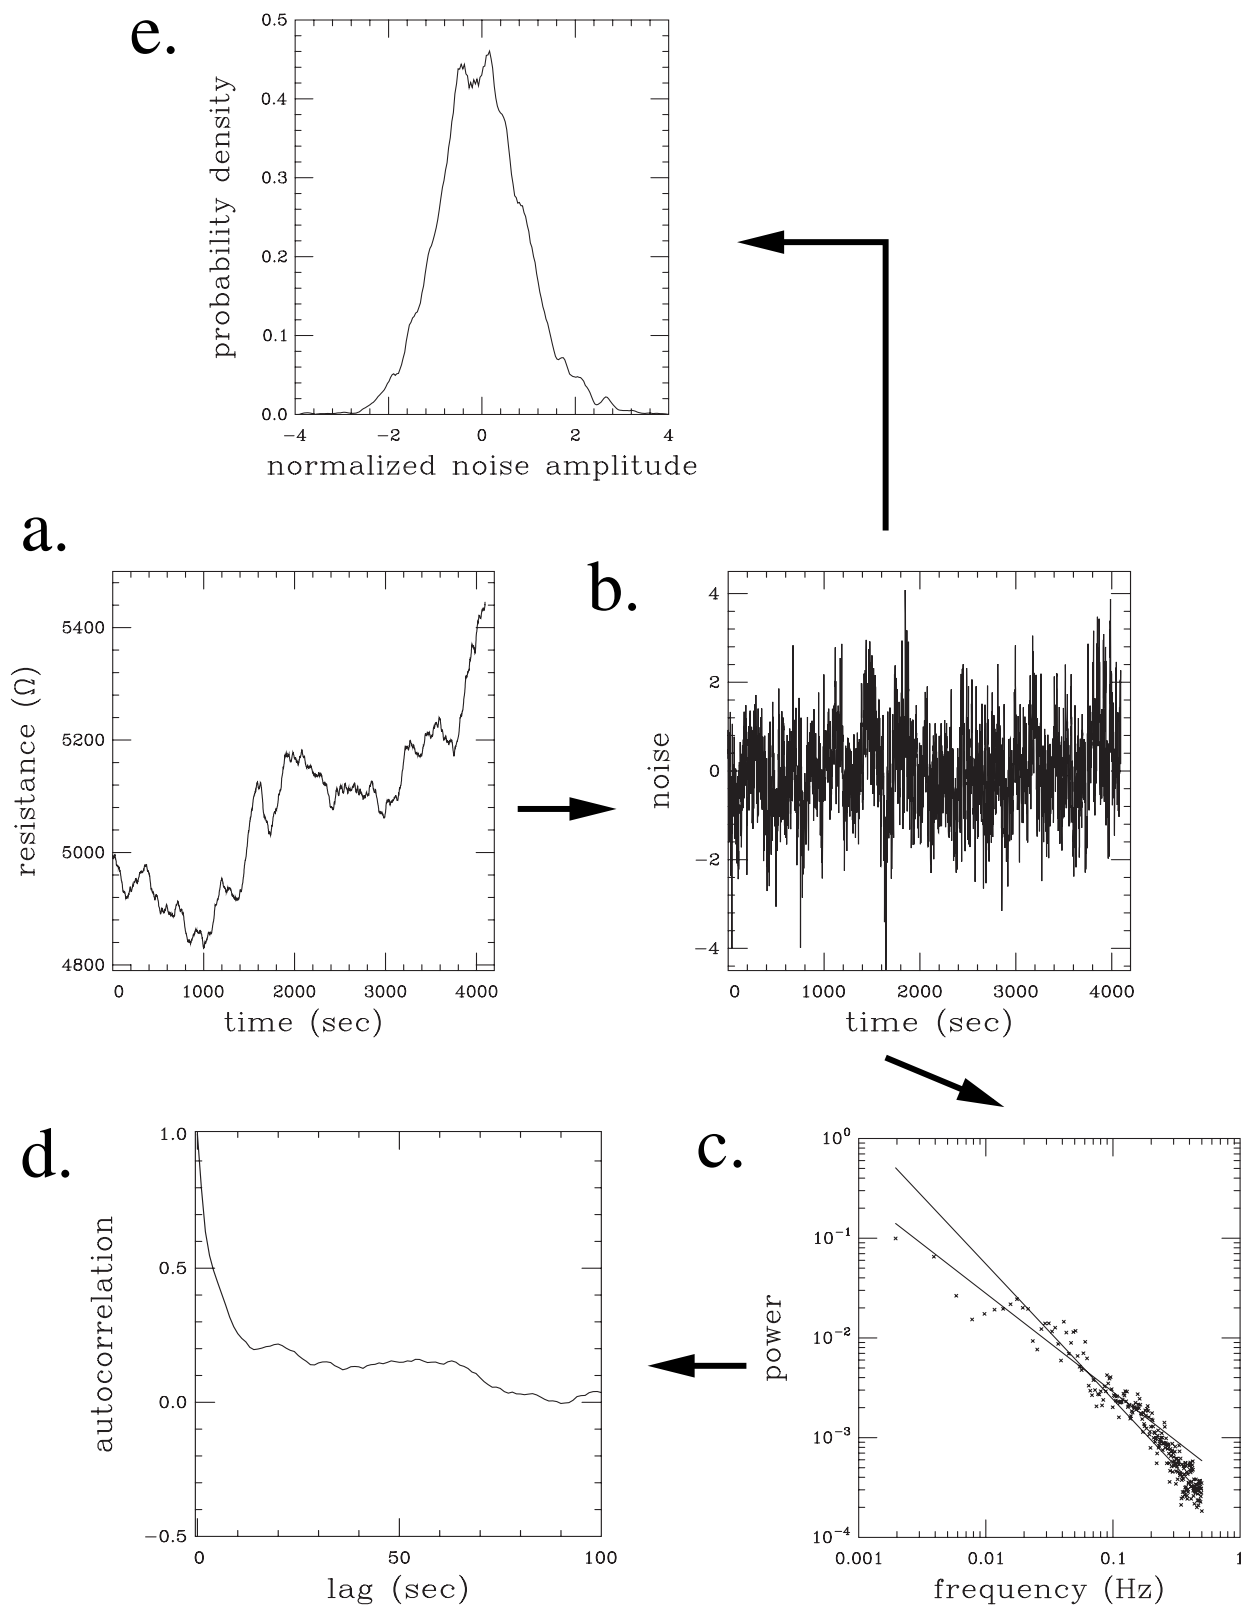 e.
probability density
0.5
0.4
0.3
0.2
0.1
0.0
−4 −2 0 2 4
normalized noise amplitude
a.
resistance (Ω)
5400
5200
5000
4800
0 1000 2000 3000 4000
time (sec)
b.
noise
4
2
0
−2
−4
0 1000 2000 3000 4000
time (sec)
d.
autocorrelation
1.0
0.5
0.0
−0.5
0 50 100
lag (sec)
c.
power
10⁰
10⁻¹
10⁻²
10⁻³
10⁻⁴
0.001 0.01 0.1 1
frequency (Hz)